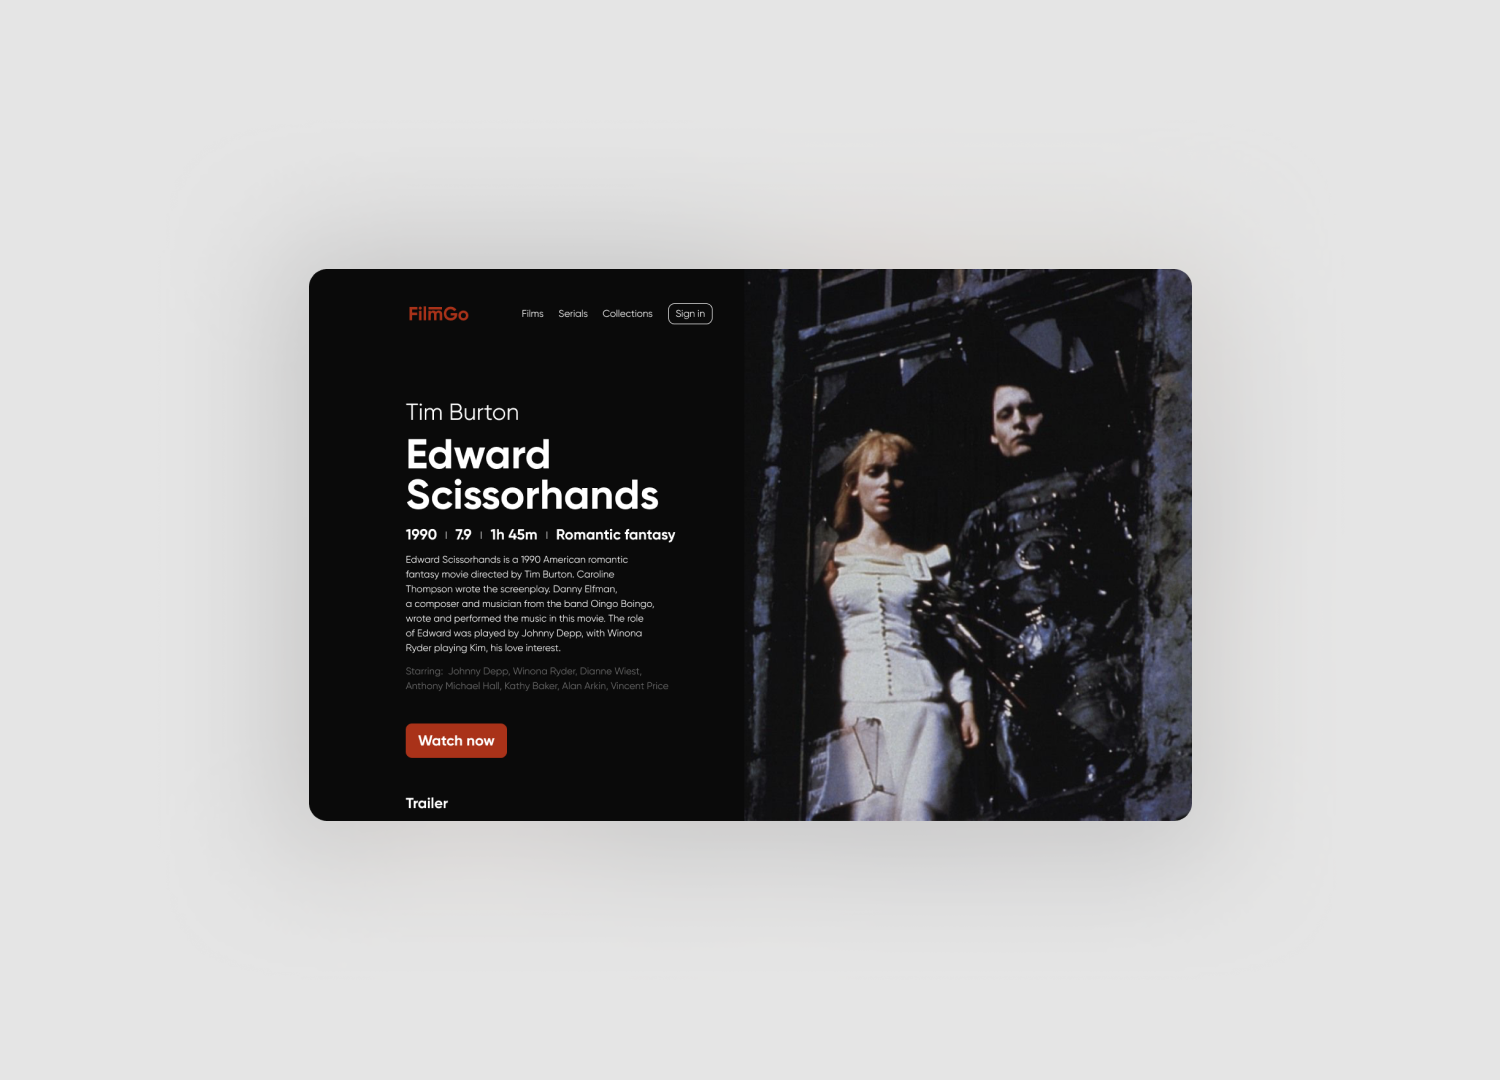 FilmGo
Films
Serials
Collections
Sign in
Tim Burton
Edward
Scissorhands
1990 | 7.9 | 1h 45m | Romantic fantasy
Edward Scissorhands is a 1990 American romantic
fantasy movie directed by Tim Burton. Caroline
Thompson wrote the screenplay. Danny Elfman,
a composer and musician from the band Oingo Boingo,
wrote and performed the music in this movie. The role
of Edward was played by Johnny Depp, with Winona
Ryder playing Kim, his love interest.
Starring: Johnny Depp, Winona Ryder, Dianne Wiest,
Anthony Michael Hall, Kathy Baker, Alan Arkin, Vincent Price
Watch now
Trailer